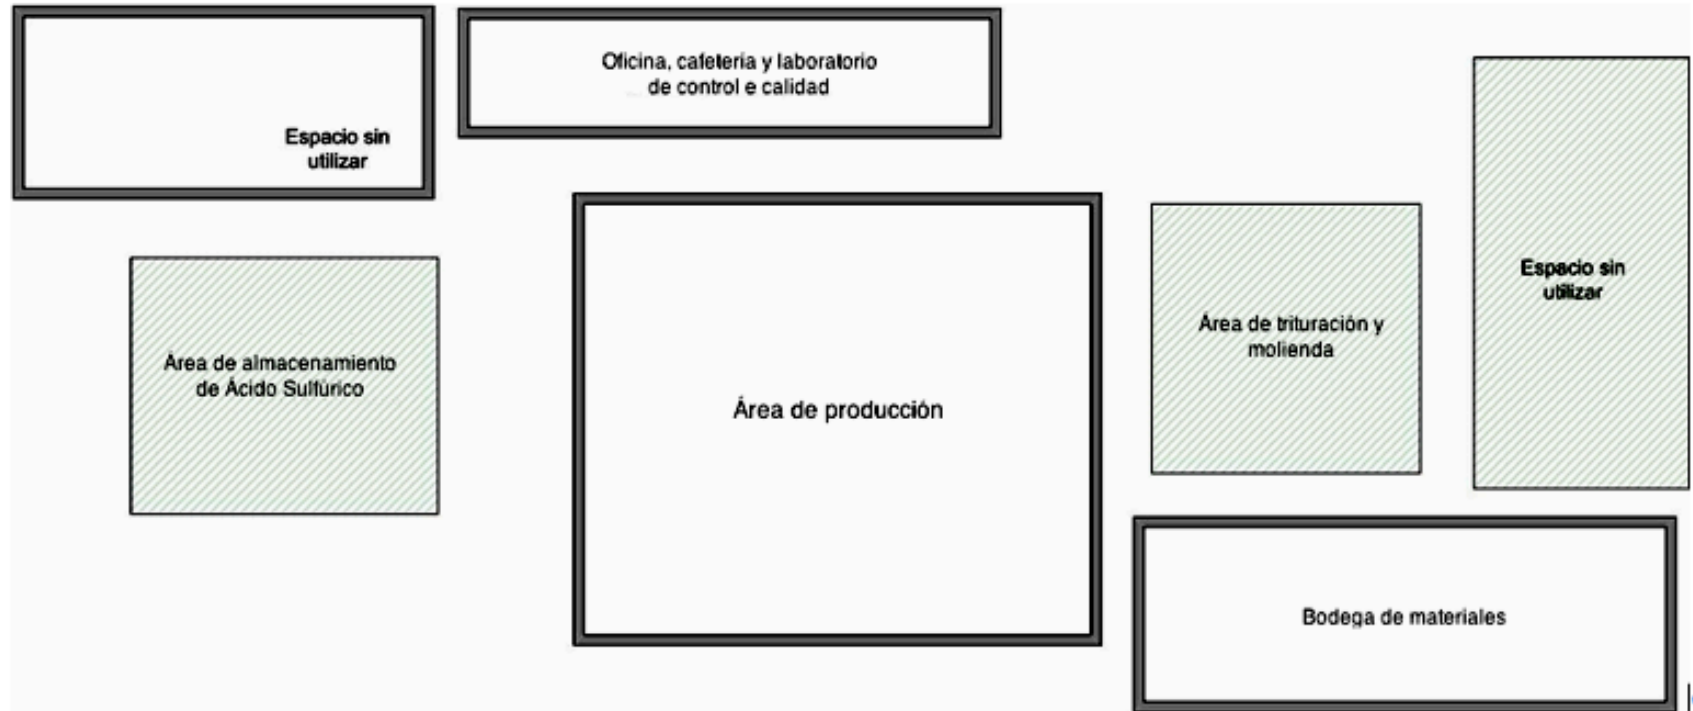 Oficina, cafetería y laboratorio
de control e calidad
Espacio sin
utilizar
Área de almacenamiento
de Ácido Sulfúrico
Área de producción
Área de trituración y
molienda
Espacio sin
utilizar
Bodega de materiales